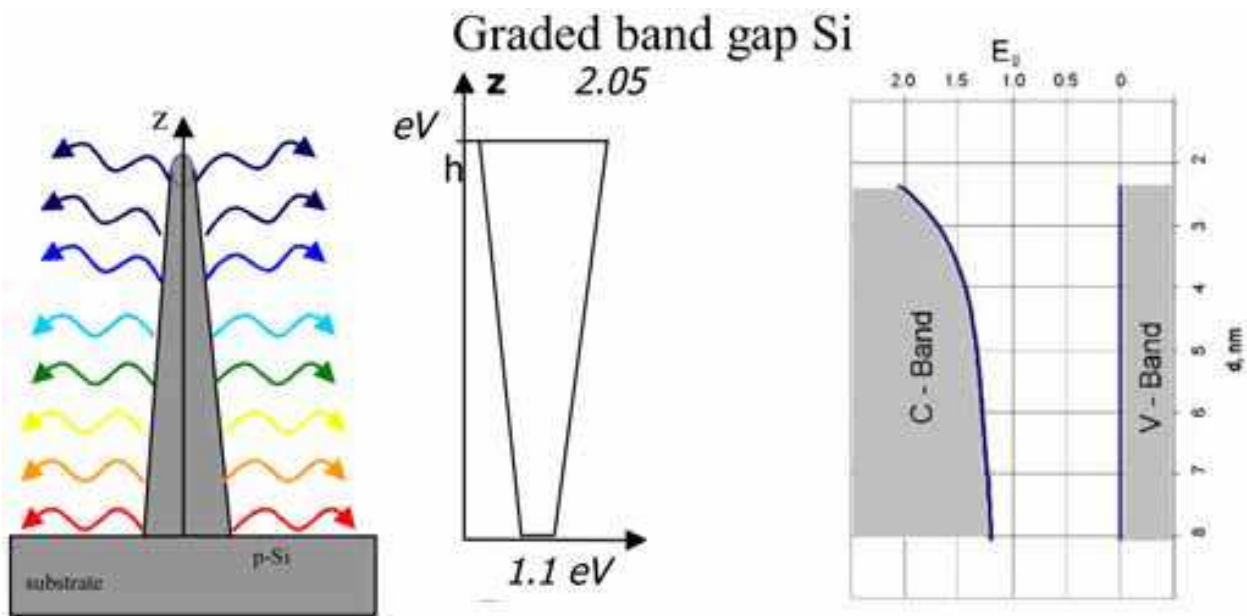 Graded band gap Si
z
p-Si
substrate
z
2.05
eV
h
1.1 eV
E₀
2.0
1.5
1.0
0.5
0
C - Band
V - Band
2
3
4
5
6
7
8
d, nm